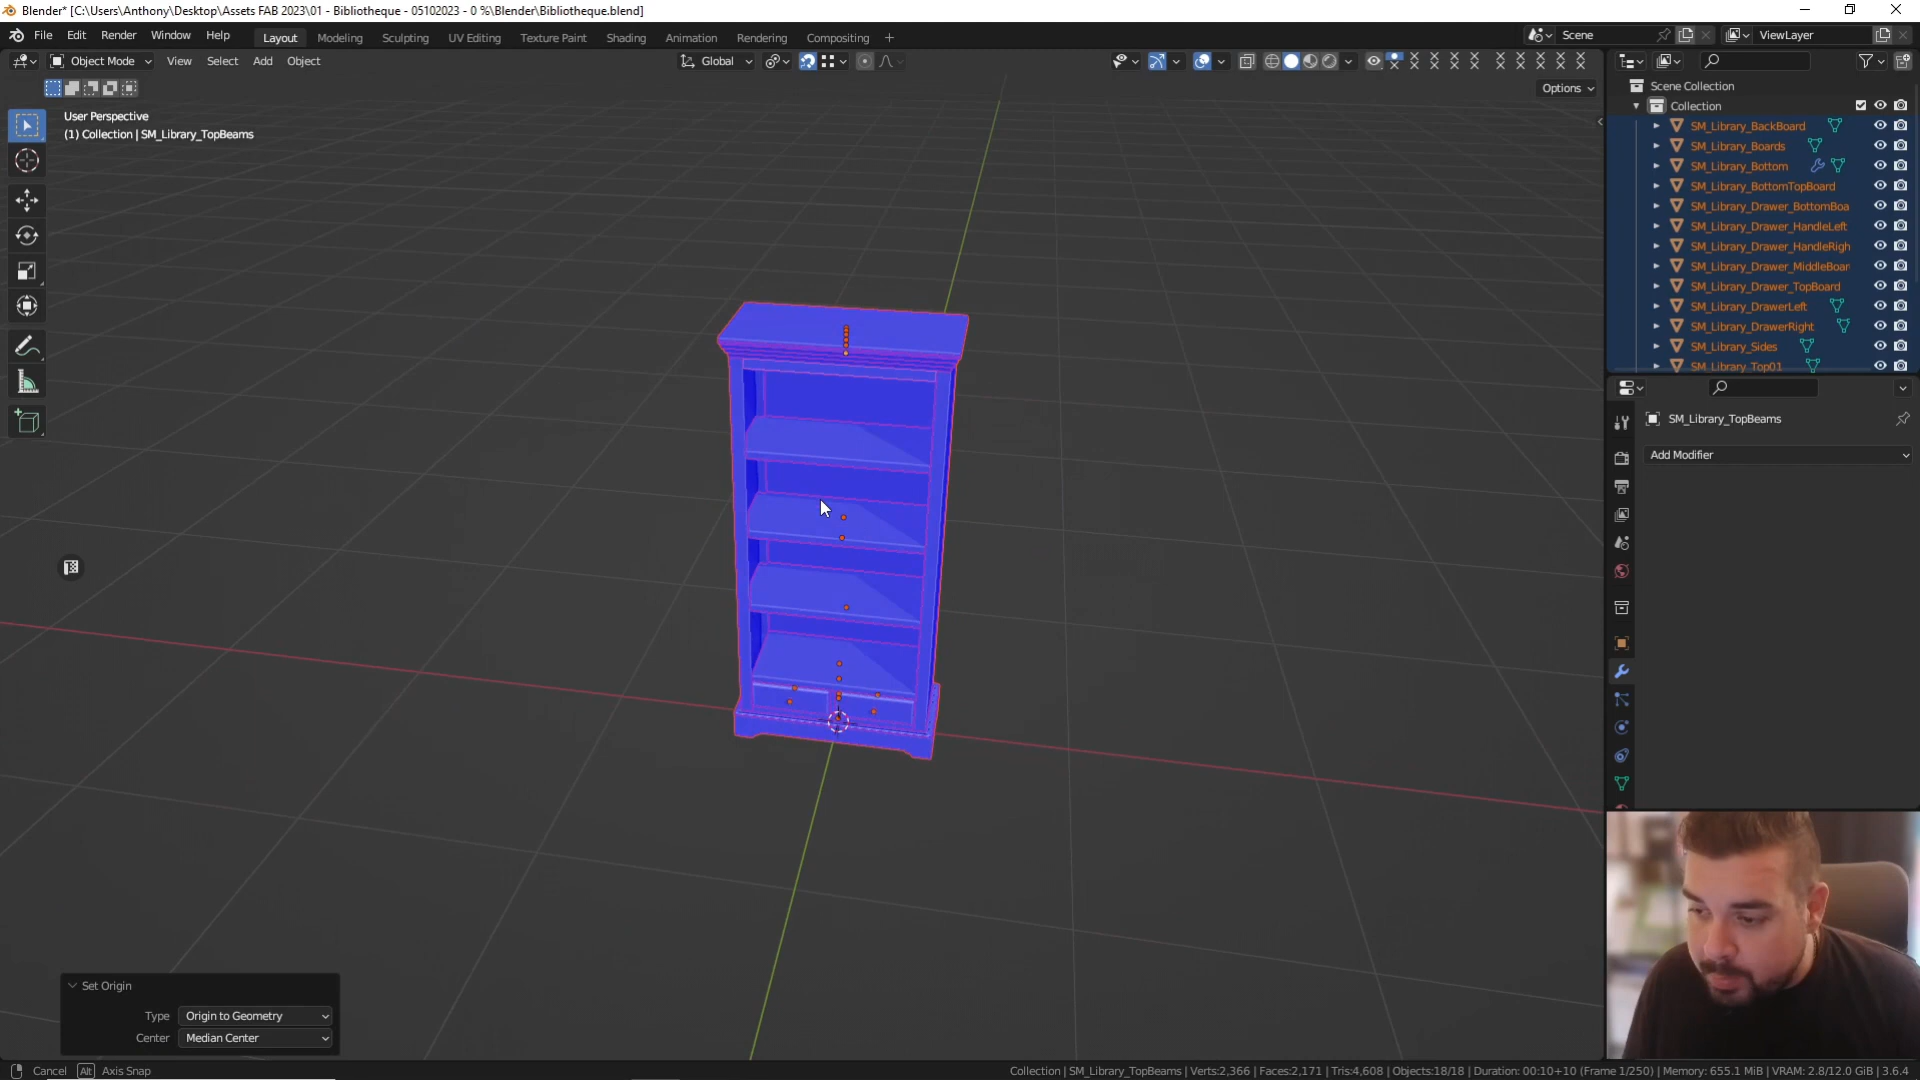 Blender* [C:\Users\Anthony\Desktop\Assets FAB 2023\01 - Bibliotheque - 05102023 - 0 %\Blender\Bibliotheque.blend]
File Edit Render Window Help Layout Modeling Sculpting UV Editing Texture Paint Shading Animation Rendering Compositing + Scene ViewLayer
Object Mode View Select Add Object Global
Options
User Perspective
(1) Collection | SM_Library_TopBeams
Scene Collection
Collection
SM_Library_BackBoard
SM_Library_Boards
SM_Library_Bottom
SM_Library_BottomTopBoard
SM_Library_Drawer_BottomBoa
SM_Library_Drawer_HandleLeft
SM_Library_Drawer_HandleRigh
SM_Library_Drawer_MiddleBoar
SM_Library_Drawer_TopBoard
SM_Library_DrawerLeft
SM_Library_DrawerRight
SM_Library_Sides
SM_Library_Top01
SM_Library_TopBeams
Add Modifier
Set Origin
Type Origin to Geometry
Center Median Center
Cancel Alt Axis Snap
Collection | SM_Library_TopBeams | Verts:2,366 | Faces:2,171 | Tris:4,608 | Objects:18/18 | Duration: 00:10+10 (Frame 1/250) | Memory: 655.1 MiB | VRAM: 2.8/12.0 GiB | 3.6.4